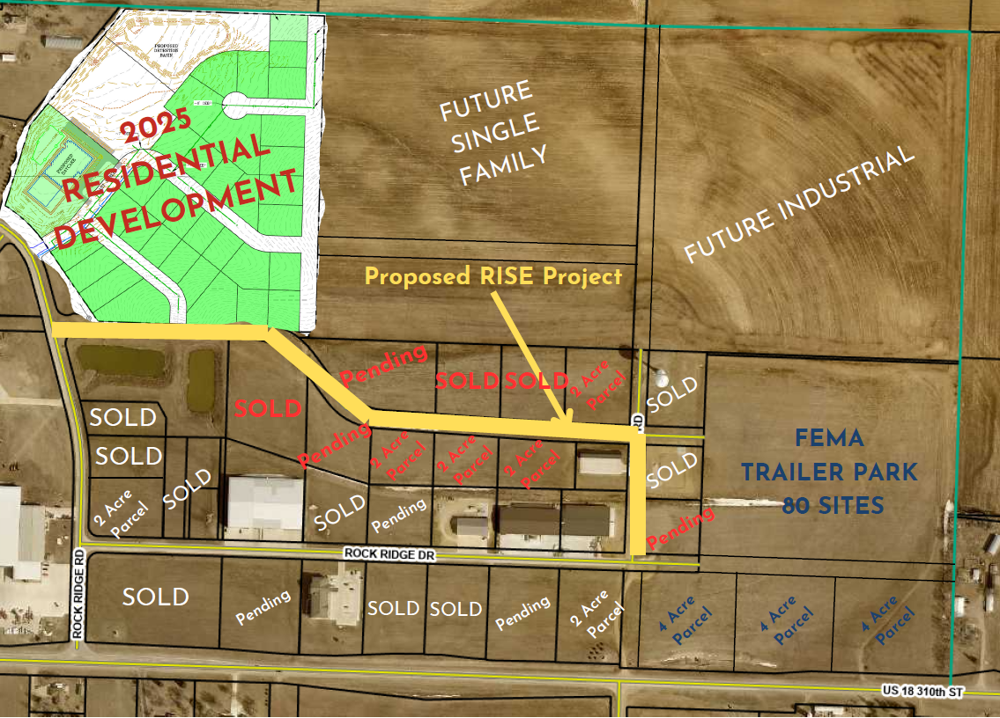 PROPOSED
DETENTION
BASIN
2025
RESIDENTIAL
DEVELOPMENT
PROPOSED
DAYCARE
FUTURE
SINGLE
FAMILY
FUTURE INDUSTRIAL
Proposed RISE Project
Pending
SOLD SOLD
2 Acre
Parcel
SOLD
SOLD
SOLD
RD
Pending
2 Acre
Parcel
2 Acre
Parcel
2 Acre
Parcel
SOLD
FEMA
TRAILER PARK
80 SITES
SOLD
SOLD
2 Acre
Parcel
SOLD
Pending
Pending
ROCK RIDGE DR
ROCK RIDGE RD
SOLD
Pending
SOLD
SOLD
Pending
2 Acre
Parcel
4 Acre
Parcel
4 Acre
Parcel
4 Acre
Parcel
US 18 310th ST